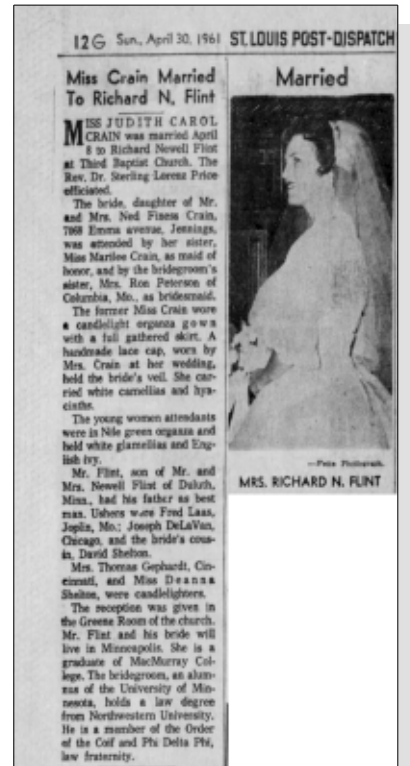 12G Sun., April 30, 1961 ST. LOUIS POST-DISPATCH
Miss Crain Married
To Richard N. Flint
MISS JUDITH CAROL
CRAIN was married April
8 to Richard Newell Flint
at Third Baptist Church. The
Rev. Dr. Sterling Lorenz Price
officiated.
The bride, daughter of Mr.
and Mrs. Ned Finess Crain,
7068 Emma avenue, Jennings,
was attended by her sister,
Miss Marilee Crain, as maid of
honor, and by the bridegroom's
sister, Mrs. Ron Peterson of
Columbia, Mo., as bridesmaid.
The former Miss Crain wore
a candlelight organza gown
with a full gathered skirt. A
handmade lace cap, worn by
Mrs. Crain at her wedding,
held the bride's veil. She car-
ried white camellias and hya-
cinths.
The young women attendants
were in Nile green organza and
held white glamellias and Eng-
lish ivy.
Mr. Flint, son of Mr. and
Mrs. Newell Flint of Duluth,
Minn., had his father as best
man. Ushers were Fred Laas,
Joplin, Mo.; Joseph DeLaVan,
Chicago, and the bride's cous-
in, David Shelton.
Mrs. Thomas Gephardt, Cin-
cinnati, and Miss Deanna
Shelton, were candlelighters.
The reception was given in
the Greene Room of the church.
Mr. Flint and his bride will
live in Minneapolis. She is a
graduate of MacMurray Col-
lege. The bridegroom, an alum-
nus of the University of Min-
nesota, holds a law degree
from Northwestern University.
He is a member of the Order
of the Coif and Phi Delta Phi,
law fraternity.
Married
Photograph.
MRS. RICHARD N. FLINT